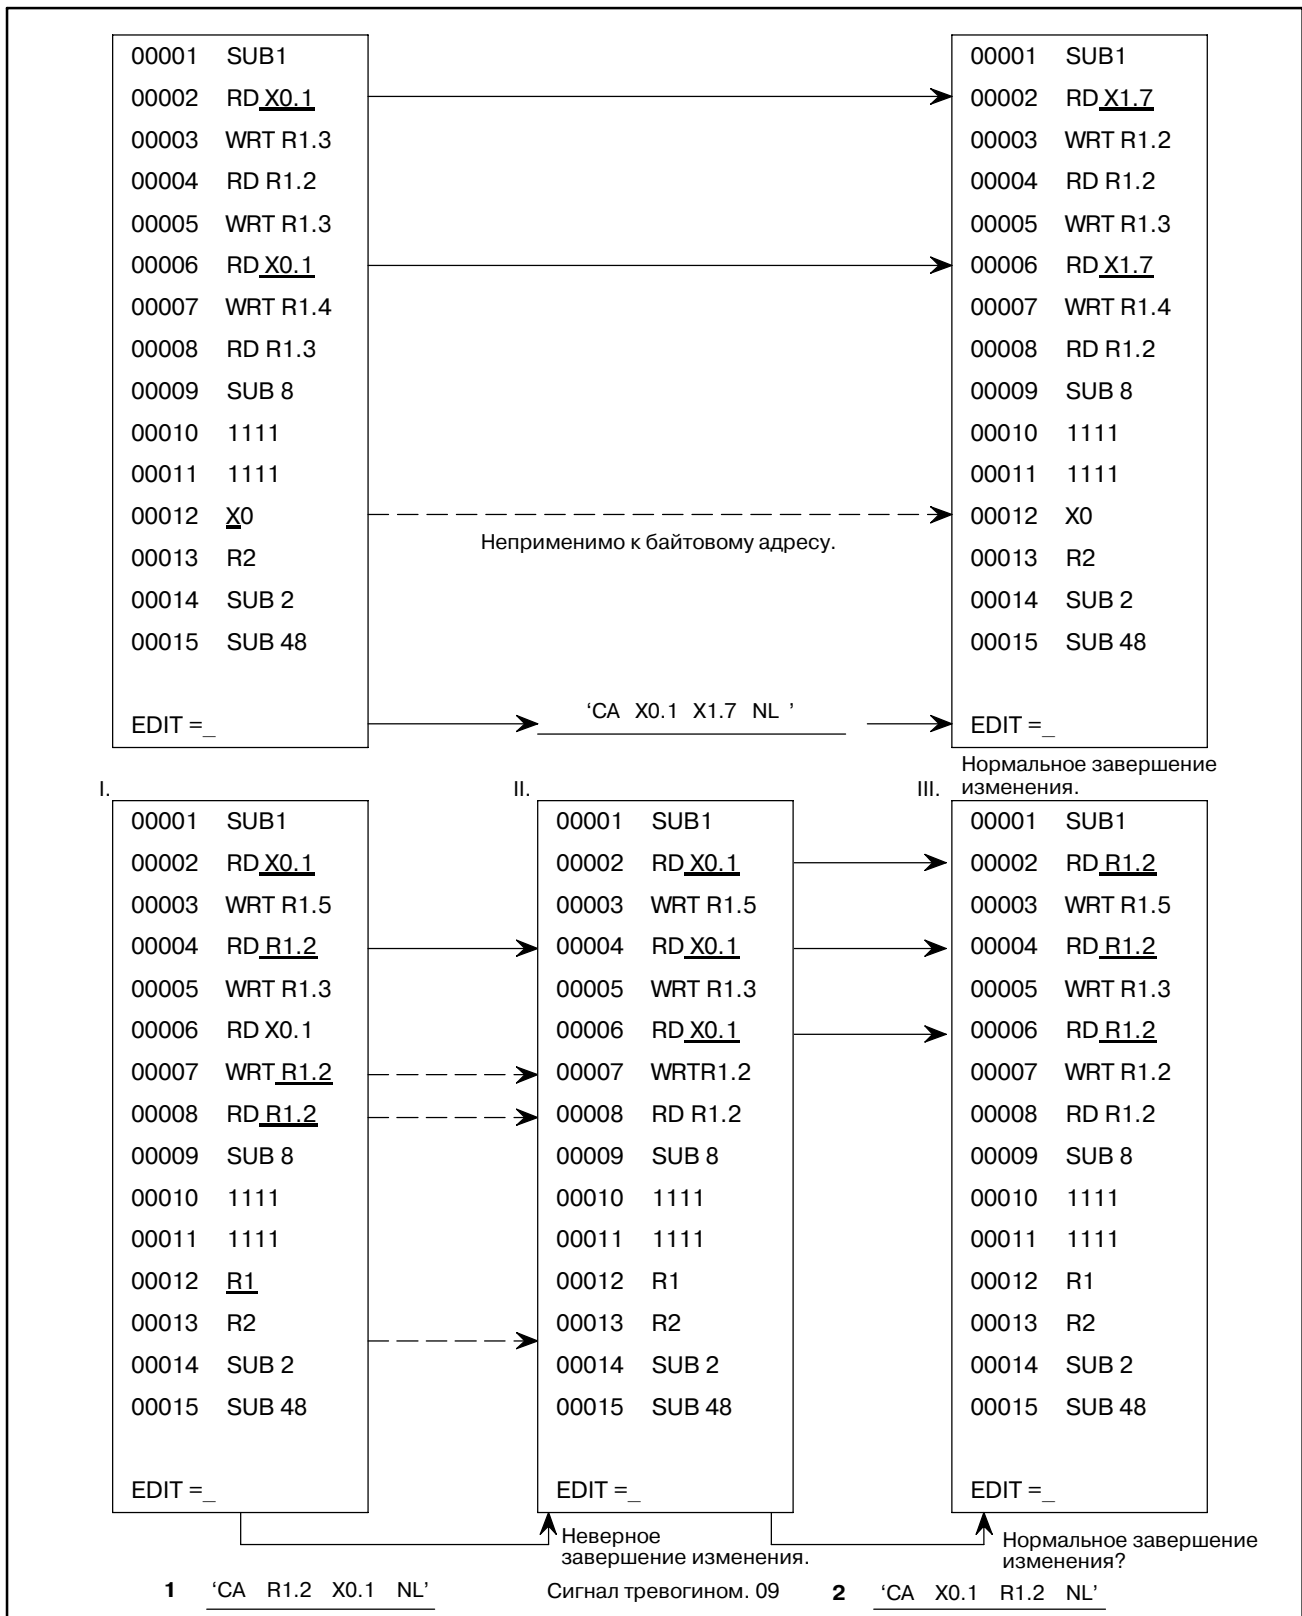 00001 SUB1
00002 RD X0.1
00003 WRT R1.3
00004 RD R1.2
00005 WRT R1.3
00006 RD X0.1
00007 WRT R1.4
00008 RD R1.3
00009 SUB 8
00010 1111
00011 1111
00012 X0
00013 R2
00014 SUB 2
00015 SUB 48
EDIT =_
Неприменимо к байтовому адресу.
‘CA X0.1 X1.7 NL ’
00001 SUB1
00002 RD X1.7
00003 WRT R1.2
00004 RD R1.2
00005 WRT R1.3
00006 RD X1.7
00007 WRT R1.4
00008 RD R1.2
00009 SUB 8
00010 1111
00011 1111
00012 X0
00013 R2
00014 SUB 2
00015 SUB 48
EDIT =_
Нормальное завершение
изменения.
I.
00001 SUB1
00002 RD X0.1
00003 WRT R1.5
00004 RD R1.2
00005 WRT R1.3
00006 RD X0.1
00007 WRT R1.2
00008 RD R1.2
00009 SUB 8
00010 1111
00011 1111
00012 R1
00013 R2
00014 SUB 2
00015 SUB 48
EDIT =_
II.
00001 SUB1
00002 RD X0.1
00003 WRT R1.5
00004 RD X0.1
00005 WRT R1.3
00006 RD X0.1
00007 WRTR1.2
00008 RD R1.2
00009 SUB 8
00010 1111
00011 1111
00012 R1
00013 R2
00014 SUB 2
00015 SUB 48
EDIT =_
III.
00001 SUB1
00002 RD R1.2
00003 WRT R1.5
00004 RD R1.2
00005 WRT R1.3
00006 RD R1.2
00007 WRT R1.2
00008 RD R1.2
00009 SUB 8
00010 1111
00011 1111
00012 R1
00013 R2
00014 SUB 2
00015 SUB 48
EDIT =_
Неверное
завершение изменения.
Нормальное завершение
изменения?
1 ‘CA R1.2 X0.1 NL’
Сигнал тревогином. 09
2 ‘CA X0.1 R1.2 NL’